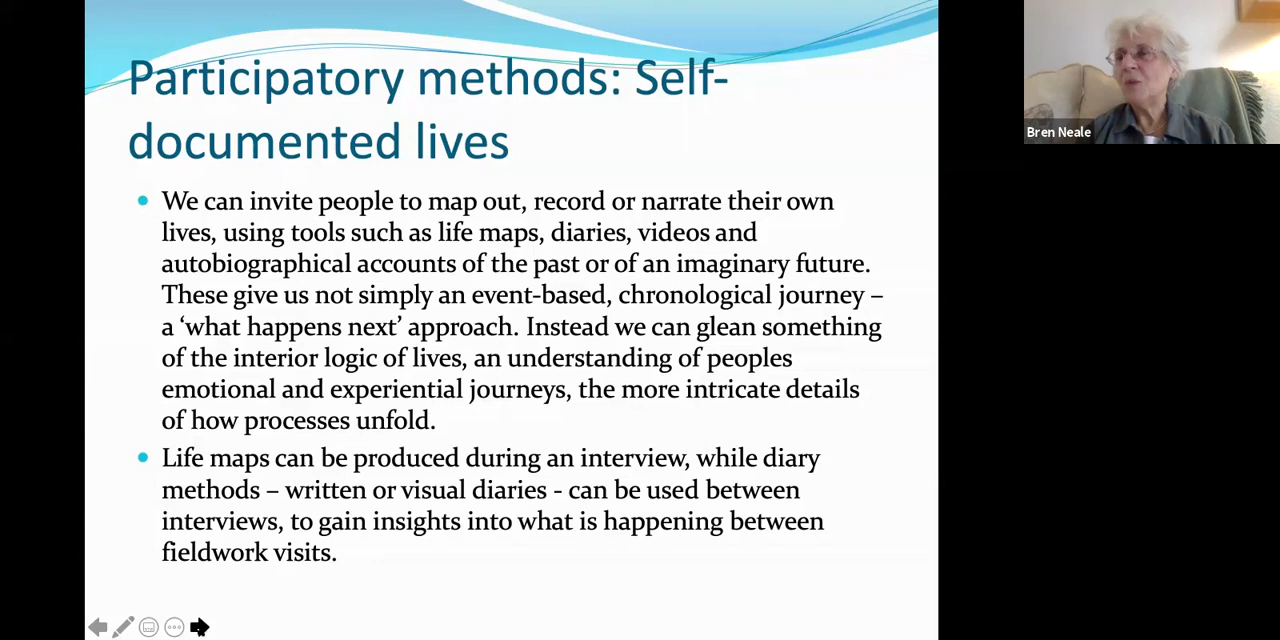 Participatory methods: Self-
documented lives
We can invite people to map out, record or narrate their own
lives, using tools such as life maps, diaries, videos and
autobiographical accounts of the past or of an imaginary future.
These give us not simply an event-based, chronological journey –
a ‘what happens next’ approach. Instead we can glean something
of the interior logic of lives, an understanding of peoples
emotional and experiential journeys, the more intricate details
of how processes unfold.
Life maps can be produced during an interview, while diary
methods – written or visual diaries - can be used between
interviews, to gain insights into what is happening between
fieldwork visits.
Bren Neale